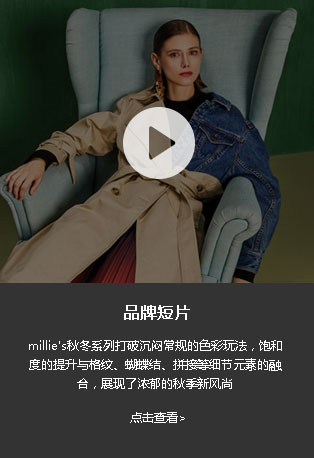 品牌短片
millie's秋冬系列打破沉闷常规的色彩玩法，饱和
度的提升与格纹、蝴蝶结、拼接等细节元素的融
合，展现了浓郁的秋季新风尚
点击查看>